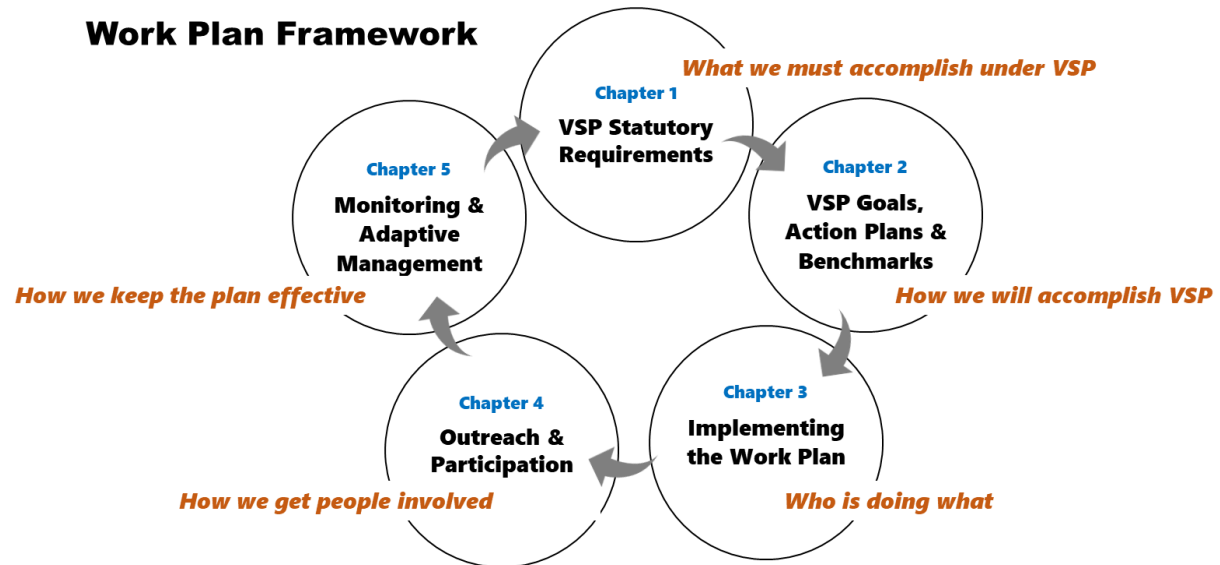 Work Plan Framework
What we must accomplish under VSP
Chapter 1
VSP Statutory
Requirements
Chapter 2
VSP Goals,
Action Plans &
Benchmarks
How we will accomplish VSP
Chapter 3
Implementing
the Work Plan
Who is doing what
Chapter 4
Outreach &
Participation
How we get people involved
Chapter 5
Monitoring &
Adaptive
Management
How we keep the plan effective